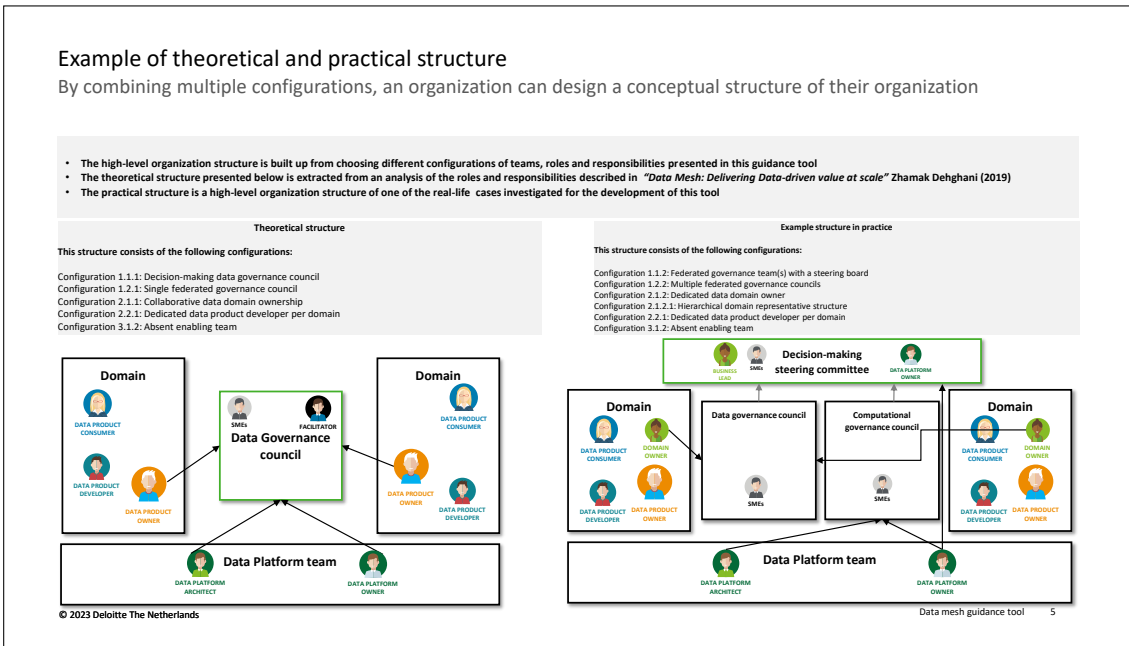 Example of theoretical and practical structure
By combining multiple configurations, an organization can design a conceptual structure of their organization
• The high-level organization structure is built up from choosing different configurations of teams, roles and responsibilities presented in this guidance tool
• The theoretical structure presented below is extracted from an analysis of the roles and responsibilities described in "Data Mesh: Delivering Data-driven value at scale" Zhamak Dehghani (2019)
• The practical structure is a high-level organization structure of one of the real-life cases investigated for the development of this tool
Theoretical structure
This structure consists of the following configurations:
Configuration 1.1.1: Decision-making data governance council
Configuration 1.2.1: Single federated governance council
Configuration 2.1.1: Collaborative data domain ownership
Configuration 2.2.1: Dedicated data product developer per domain
Configuration 3.1.2: Absent enabling team
Domain
DATA PRODUCT
CONSUMER
DATA PRODUCT
DEVELOPER
DATA PRODUCT
OWNER
SMEs
FACILITATOR
Data Governance
council
Domain
DATA PRODUCT
CONSUMER
DATA PRODUCT
OWNER
DATA PRODUCT
DEVELOPER
Data Platform team
DATA PLATFORM
ARCHITECT
DATA PLATFORM
OWNER
Example structure in practice
This structure consists of the following configurations:
Configuration 1.1.2: Federated governance team(s) with a steering board
Configuration 1.2.2: Multiple federated governance councils
Configuration 2.1.2: Dedicated data domain owner
Configuration 2.1.2.1: Hierarchical domain representative structure
Configuration 2.2.1: Dedicated data product developer per domain
Configuration 3.1.2: Absent enabling team
BUSINESS
LEAD
SMEs
Decision-making
steering committee
DATA PLATFORM
OWNER
Domain
DATA PRODUCT
CONSUMER
DOMAIN
OWNER
DATA PRODUCT
DEVELOPER
DATA PRODUCT
OWNER
Data governance council
SMEs
Computational
governance council
SMEs
Domain
DATA PRODUCT
CONSUMER
DOMAIN
OWNER
DATA PRODUCT
DEVELOPER
DATA PRODUCT
OWNER
Data Platform team
DATA PLATFORM
ARCHITECT
DATA PLATFORM
OWNER
© 2023 Deloitte The Netherlands
Data mesh guidance tool 5